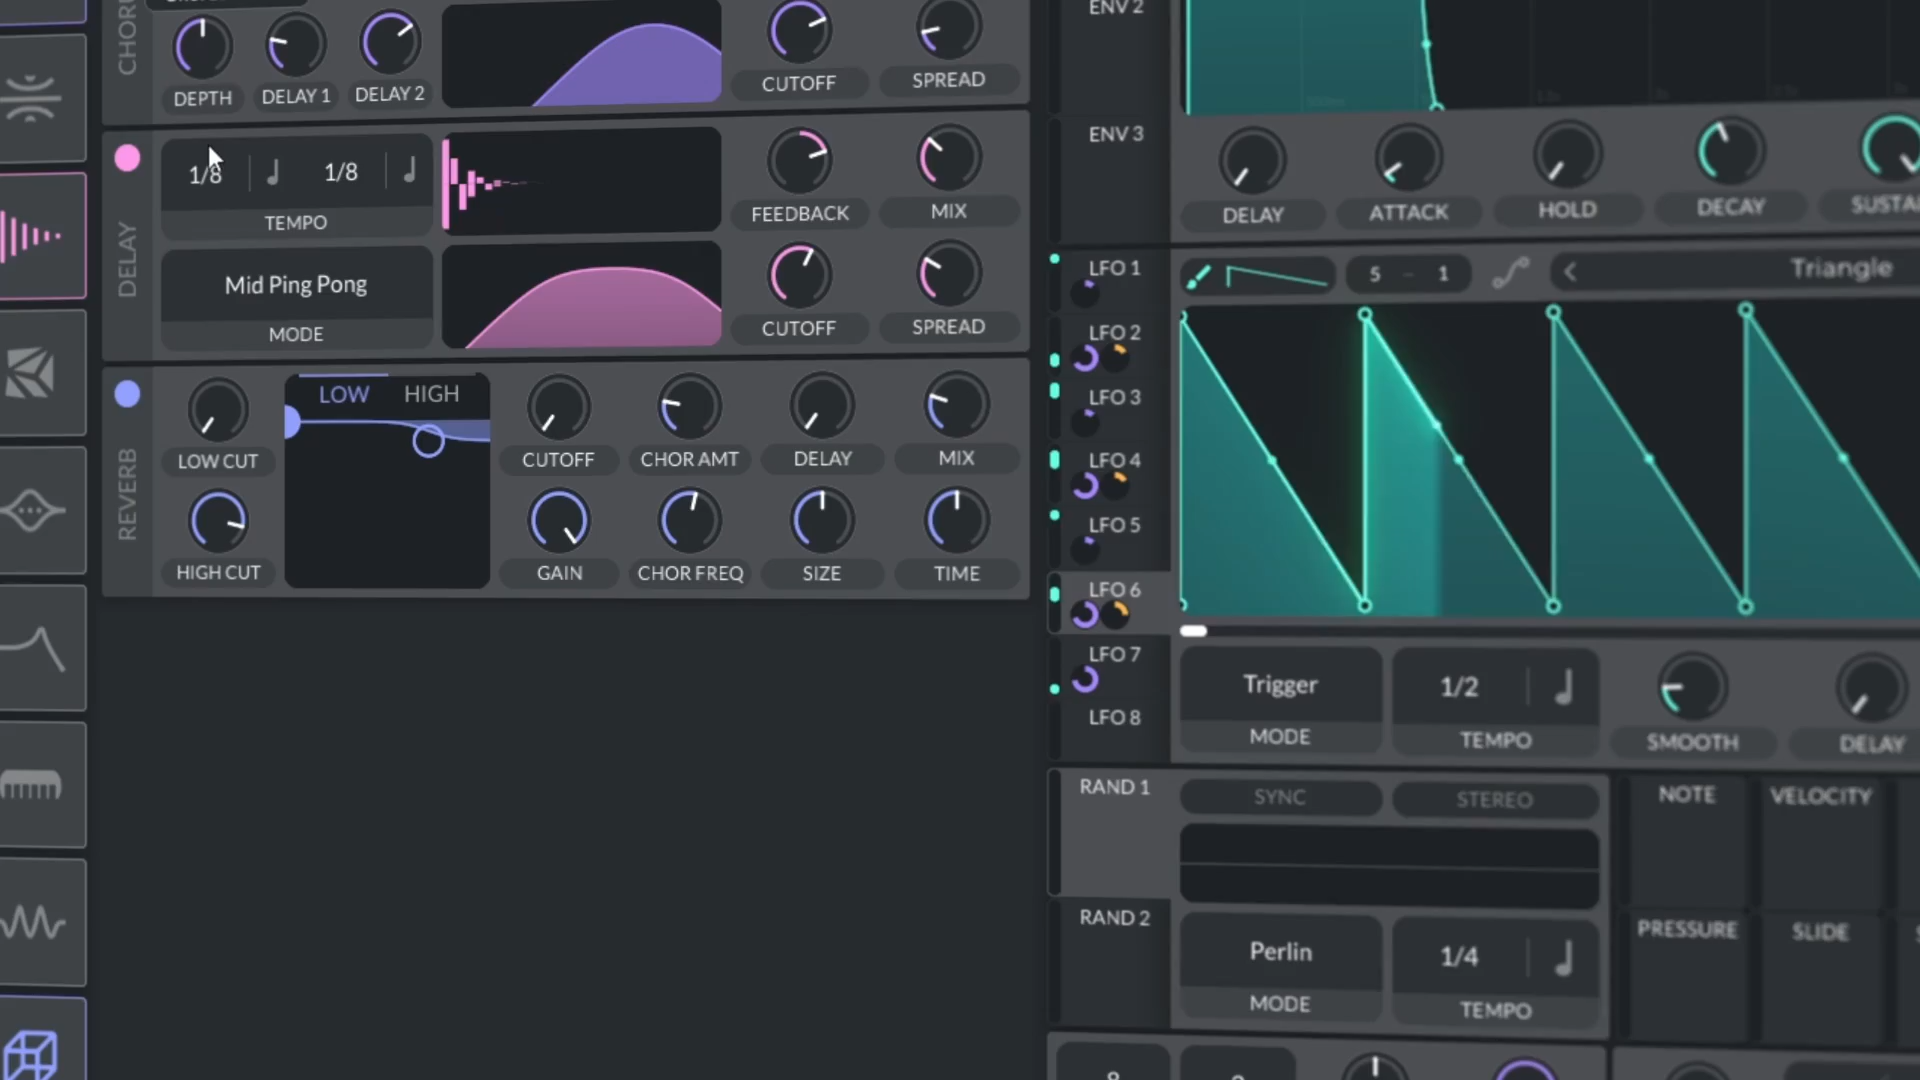 CHOR
DEPTH
DELAY 1
DELAY 2
CUTOFF
SPREAD
DELAY
1/8
1/8
TEMPO
FEEDBACK
MIX
Mid Ping Pong
MODE
CUTOFF
SPREAD
REVERB
LOW CUT
LOW
HIGH
CUTOFF
CHOR AMT
DELAY
MIX
HIGH CUT
GAIN
CHOR FREQ
SIZE
TIME
ENV 2
ENV 3
DELAY
ATTACK
HOLD
DECAY
SUSTAI
LFO 1
LFO 2
LFO 3
LFO 4
LFO 5
LFO 6
LFO 7
LFO 8
5 - 1
Triangle
Trigger
MODE
1/2
TEMPO
SMOOTH
DELAY
RAND 1
SYNC
STEREO
RAND 2
Perlin
MODE
1/4
TEMPO
NOTE
VELOCITY
PRESSURE
SLIDE